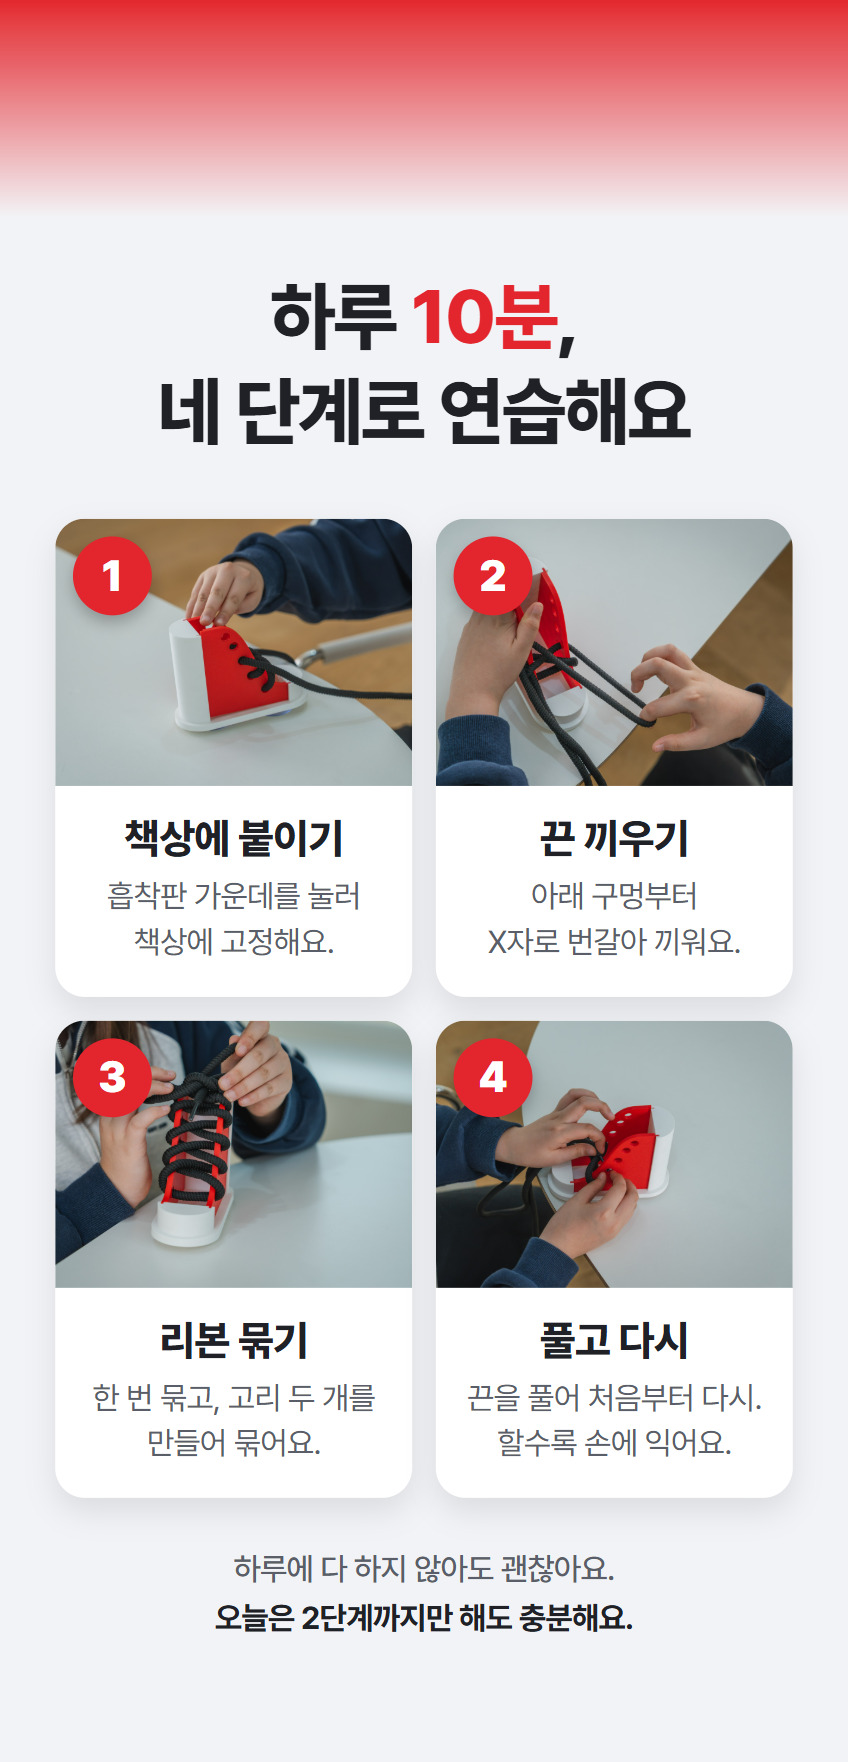 하루 10분,
네 단계로 연습해요
1
책상에 붙이기
흡착판 가운데를 눌러
책상에 고정해요.
2
끈 끼우기
아래 구멍부터
X자로 번갈아 끼워요.
3
리본 묶기
한 번 묶고, 고리 두 개를
만들어 묶어요.
4
풀고 다시
끈을 풀어 처음부터 다시.
할수록 손에 익어요.
하루에 다 하지 않아도 괜찮아요.
오늘은 2단계까지만 해도 충분해요.